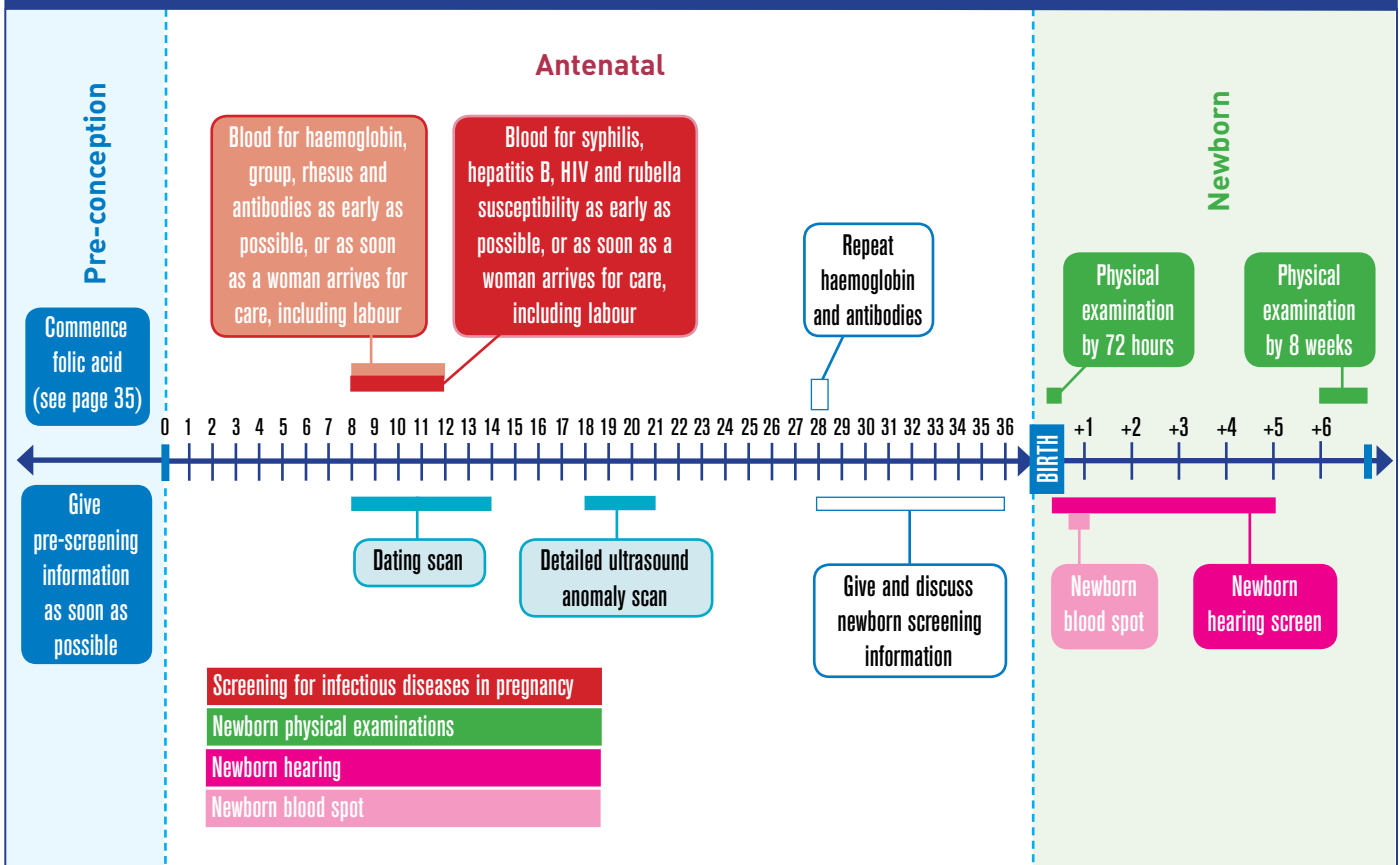 Antenatal
Pre-conception
Newborn
Blood for haemoglobin,
group, rhesus and
antibodies as early as
possible, or as soon
as a woman arrives for
care, including labour
Blood for syphilis,
hepatitis B, HIV and rubella
susceptibility as early as
possible, or as soon as a
woman arrives for care,
including labour
Repeat
haemoglobin
and antibodies
Physical
examination
by 72 hours
Physical
examination
by 8 weeks
Commence
folic acid
(see page 35)
0 1 2 3 4 5 6 7 8 9 10 11 12 13 14 15 16 17 18 19 20 21 22 23 24 25 26 27 28 29 30 31 32 33 34 35 36
BIRTH
+1 +2 +3 +4 +5 +6
Give
pre-screening
information
as soon as
possible
Dating scan
Detailed ultrasound
anomaly scan
Give and discuss
newborn screening
information
Newborn
blood spot
Newborn
hearing screen
Screening for infectious diseases in pregnancy
Newborn physical examinations
Newborn hearing
Newborn blood spot